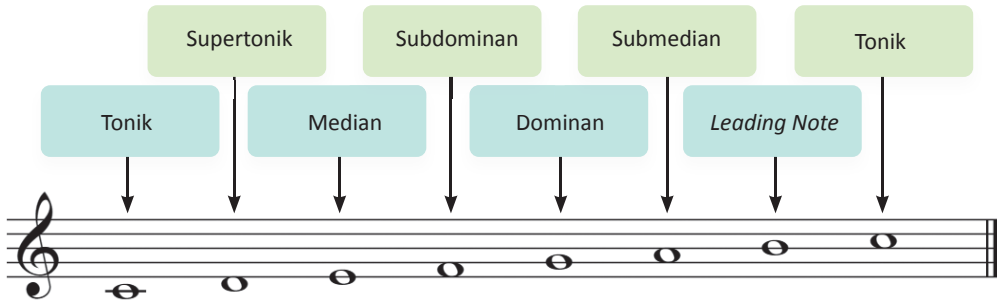 Supertonik
Subdominan
Submedian
Tonik
Tonik
Median
Dominan
Leading Note